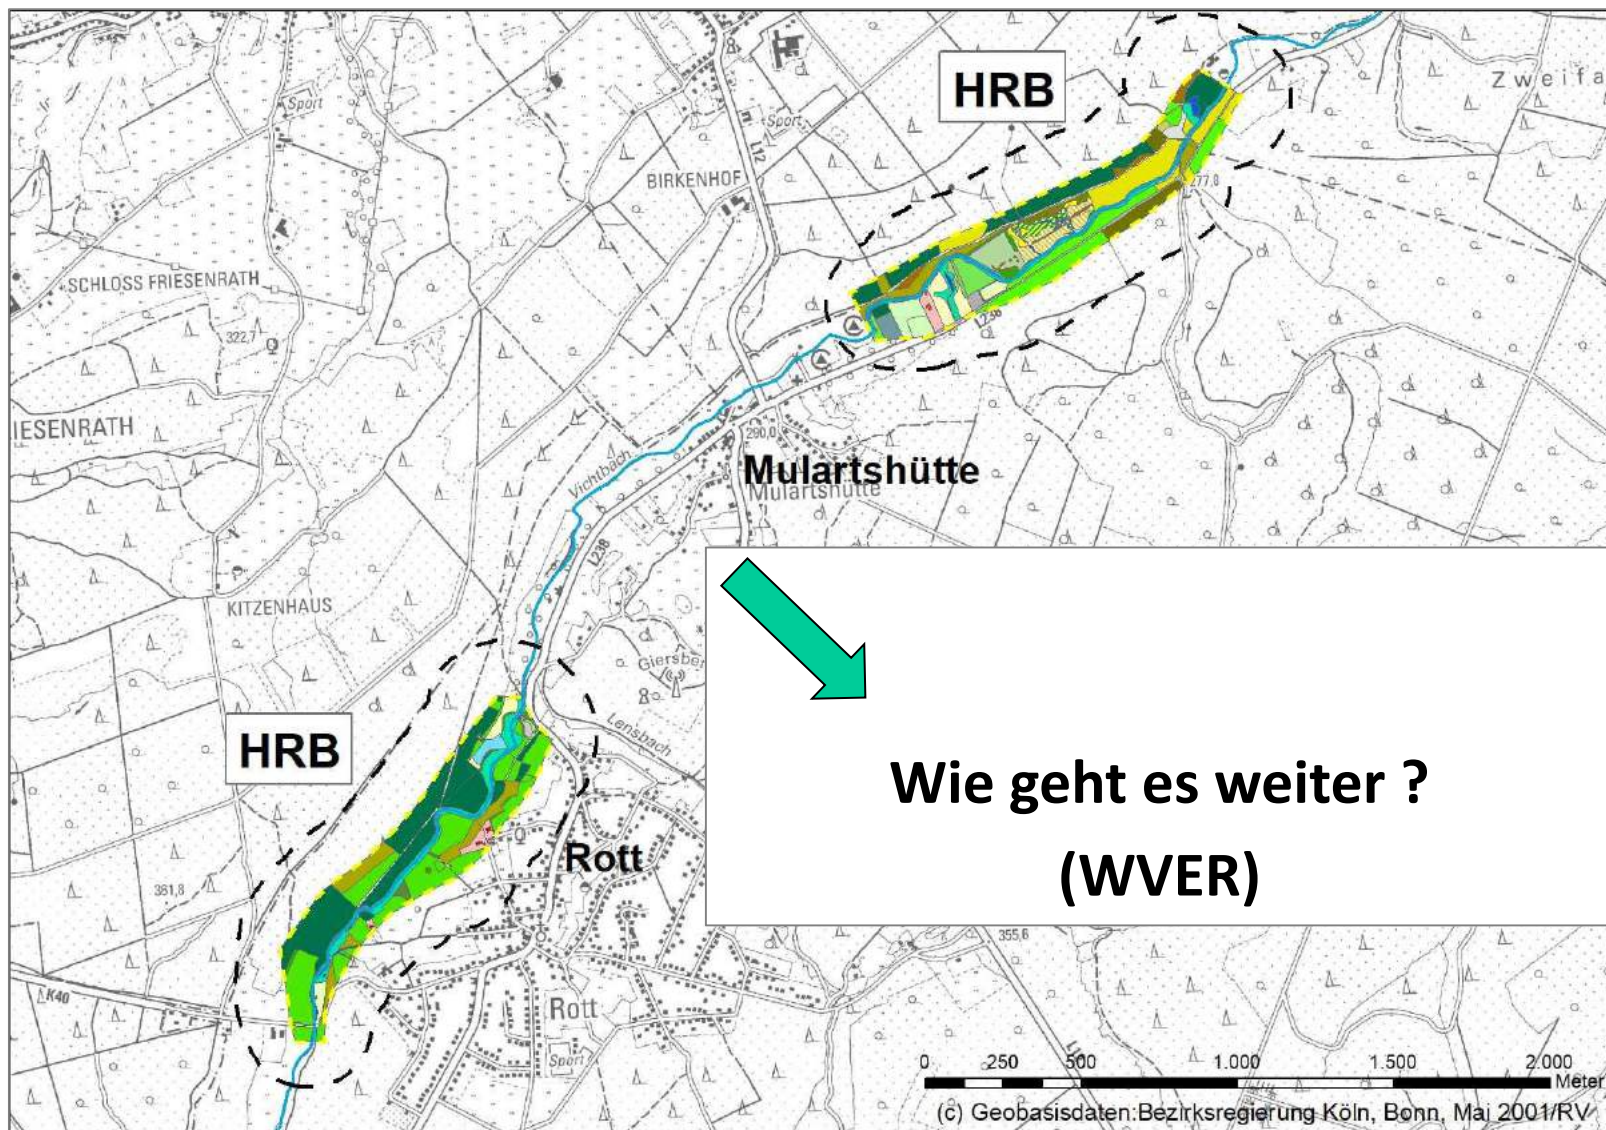 HRB
Zweifa
Sport
Sport
L12
BIRKENHOF
277,8
SCHLOSS FRIESENRATH
322,7
L238
IESENRATH
290,0
Mulartshütte
Mulartshütte
Vichtbach
L238
KITZENHAUS
Giersber
Lensbach
HRB
Wie geht es weiter ?
(WVER)
Rott
361,8
355,6
K40
Rott
Sport
0 250 500 1.000 1.500 2.000
Meter
(c) Geobasisdaten:Bezirksregierung Köln, Bonn, Mai 2001/RV